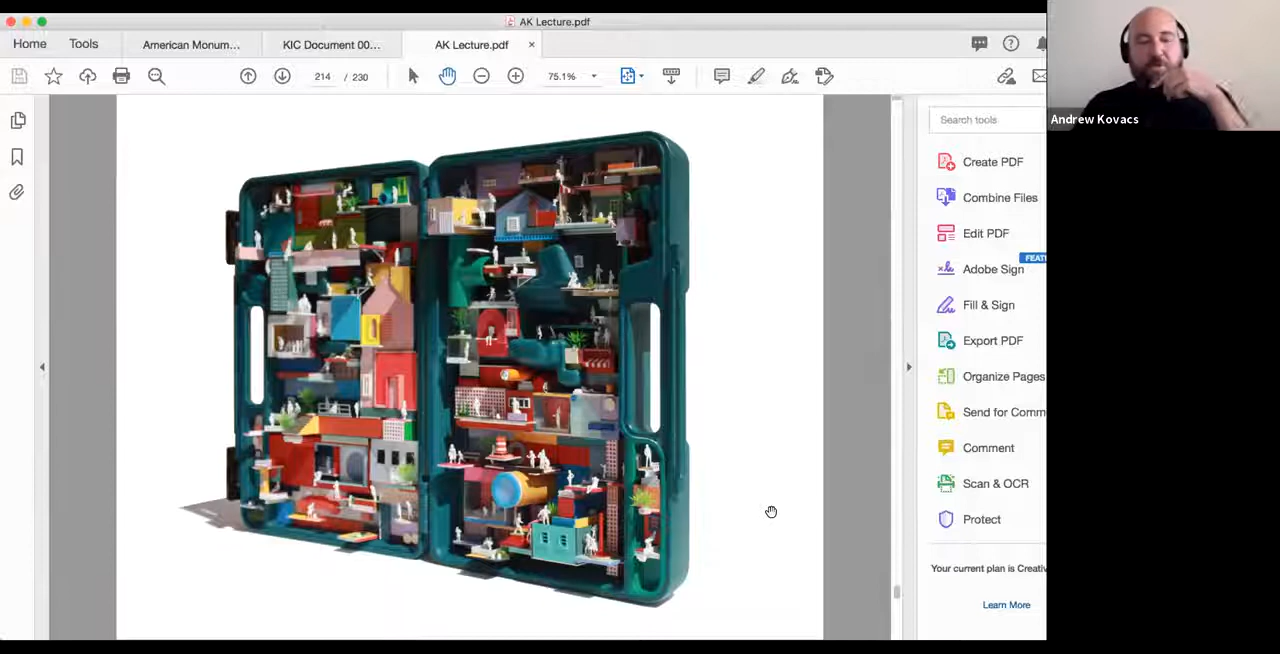 AK Lecture.pdf
Home
Tools
American Monum...
KIC Document 00...
AK Lecture.pdf ×
214 / 230
75.1%
Search tools
Create PDF
Combine Files
Edit PDF
FEAT
Adobe Sign
Fill & Sign
Export PDF
Organize Pages
Send for Comm
Comment
Scan & OCR
Protect
Your current plan is Creativ
Learn More
Andrew Kovacs